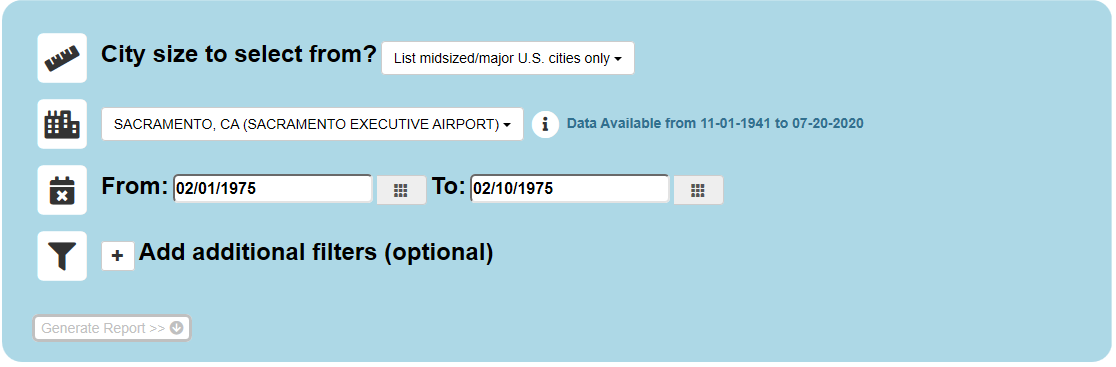 City size to select from? List midsized/major U.S. cities only
SACRAMENTO, CA (SACRAMENTO EXECUTIVE AIRPORT) i Data Available from 11-01-1941 to 07-20-2020
From: 02/01/1975 To: 02/10/1975
+ Add additional filters (optional)
Generate Report >>